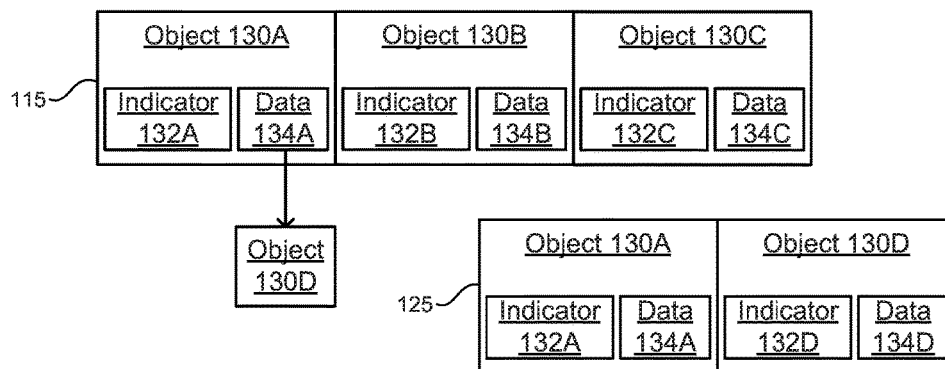 Object 130A Object 130B Object 130C
115
Indicator Data Indicator Data Indicator Data
132A 134A 132B 134B 132C 134C
Object
130D
Object 130A Object 130D
125
Indicator Data Indicator Data
132A 134A 132D 134D